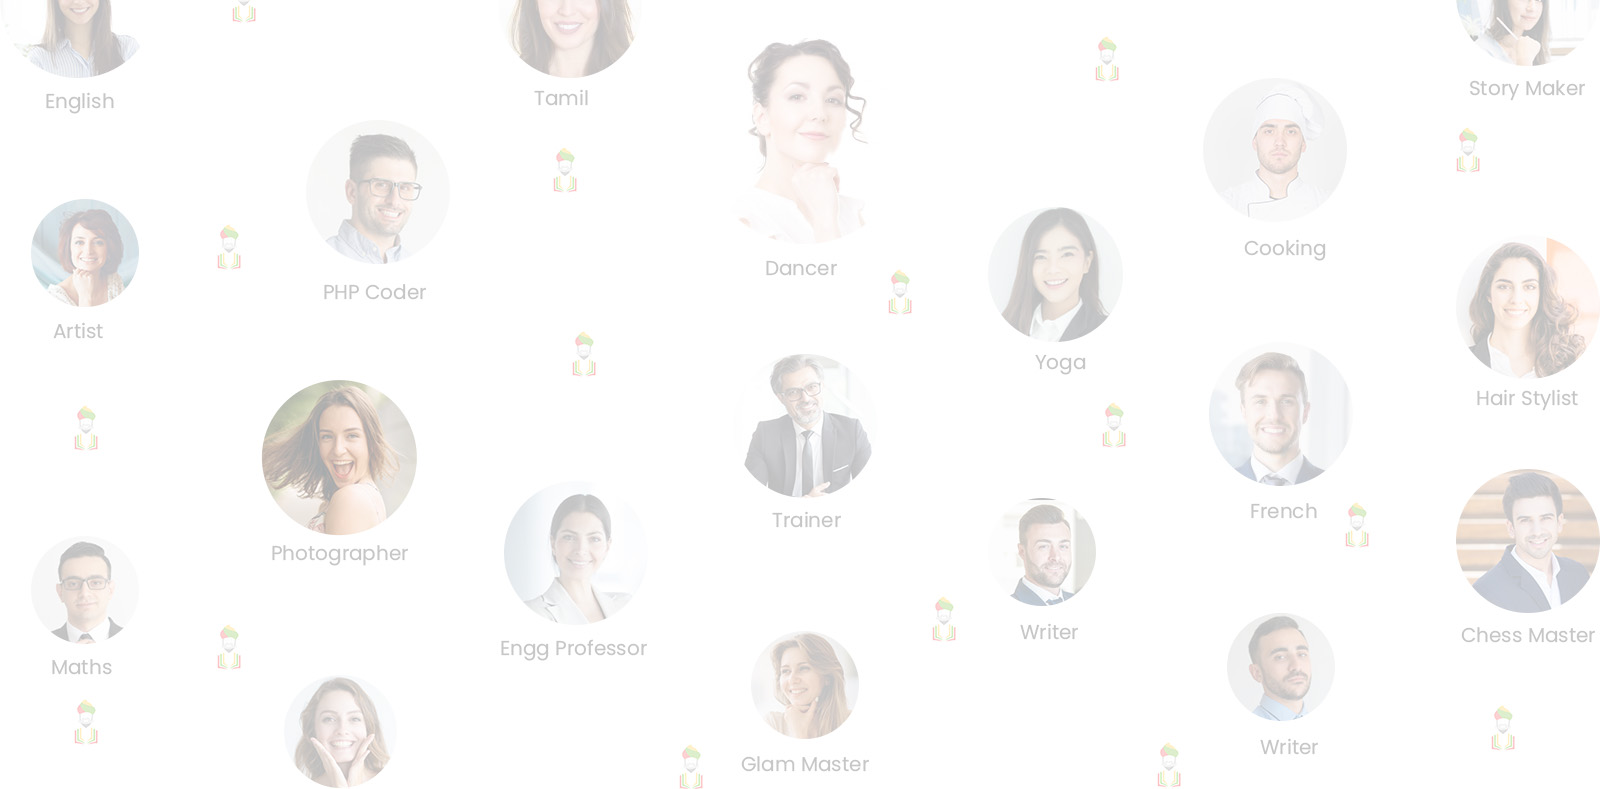 English
Tamil
Story Maker
Cooking
Dancer
PHP Coder
Artist
Yoga
Hair Stylist
French
Trainer
Photographer
Writer
Chess Master
Engg Professor
Maths
Writer
Glam Master